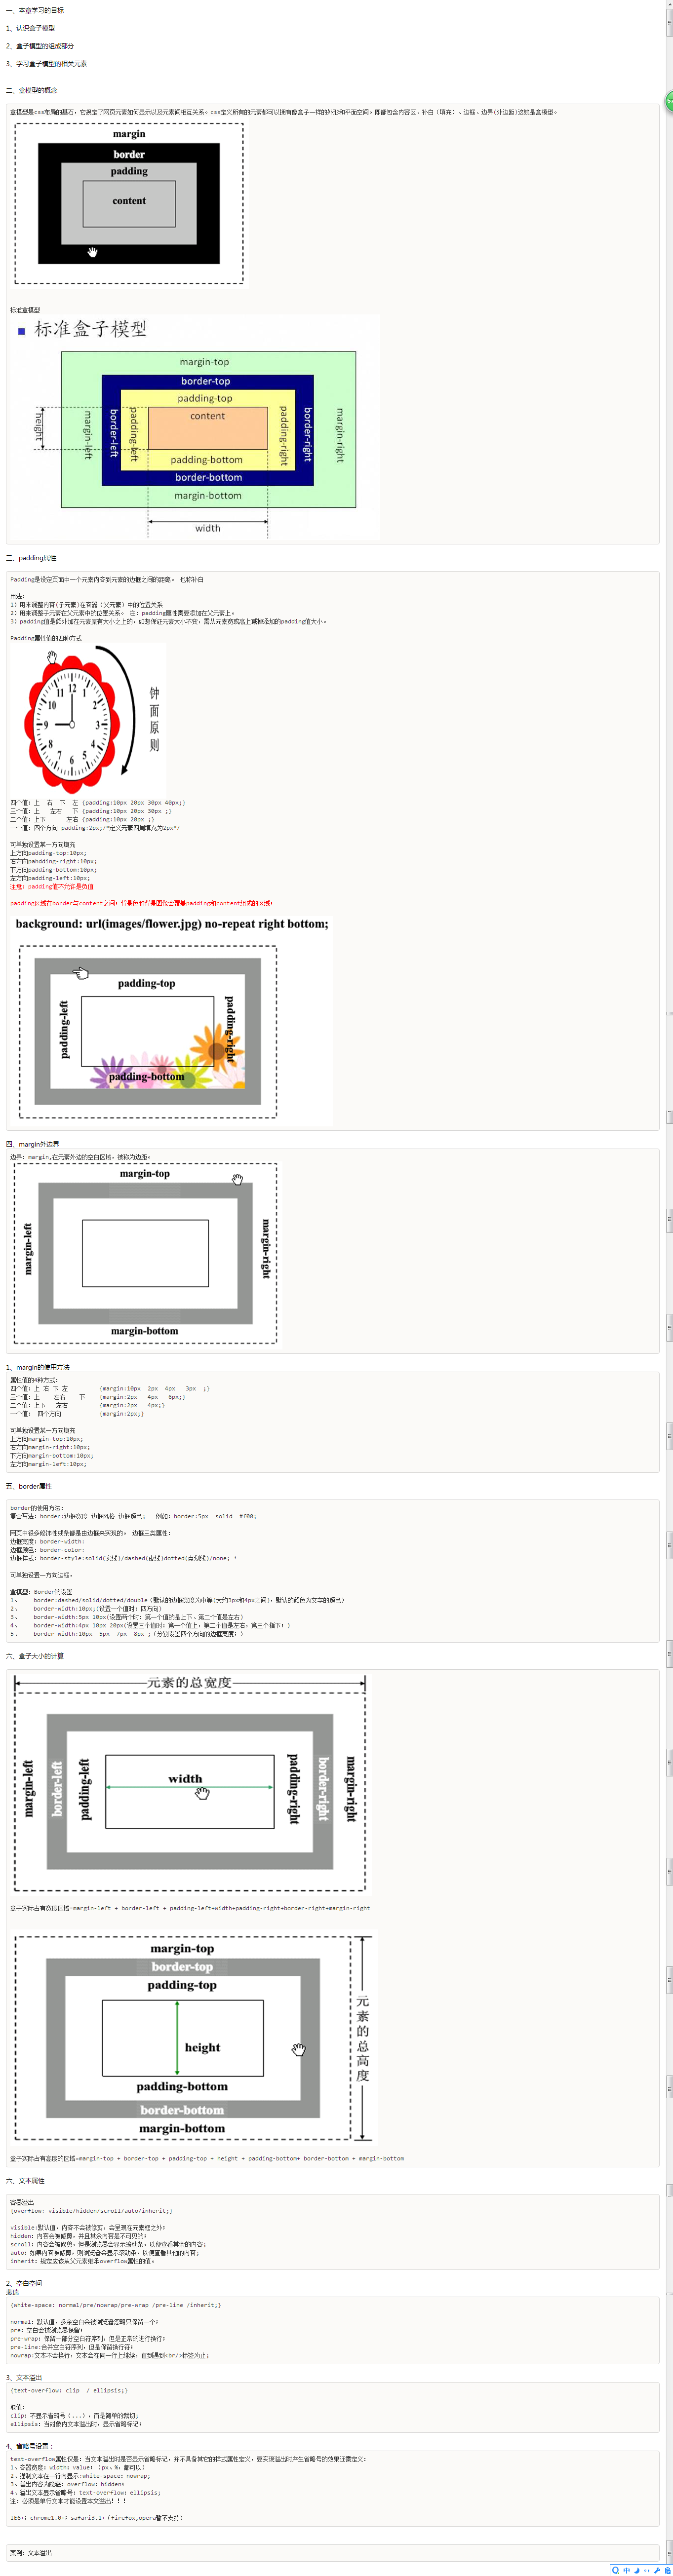 一、本章学习的目标
1、认识盒子模型
2、盒子模型的组成部分
3、学习盒子模型的相关元素
二、盒模型的概念
盒模型是css布局的基石，它规定了网页元素如何显示以及元素间相互关系。css定义所有的元素都可以拥有像盒子一样的外形和平面空间。即都包含内容区、补白（填充）、边框、边界(外边距)这就是盒模型。
margin
border
padding
content
标准盒模型
标准盒子模型
margin-top
border-top
padding-top
content
height
margin-left
border-left
padding-left
padding-right
border-right
margin-right
padding-bottom
border-bottom
margin-bottom
width
三、padding属性
Padding是设定页面中一个元素内容到元素的边框之间的距离。 也称补白
用法:
1）用来调整内容(子元素)在容器（父元素）中的位置关系
2）用来调整子元素在父元素中的位置关系。 注: padding属性需要添加在父元素上。
3）padding值是额外加在元素原有大小之上的，如想保证元素大小不变，需从元素宽或高上减掉添加的padding值大小。
Padding属性值的四种方式
钟面原则
12 1 2 3 4 5 6 7 8 9 10 11
四个值: 上 右 下 左 {padding:10px 20px 30px 40px;}
三个值: 上 左右 下 {padding:10px 20px 30px ;}
二个值: 上下 左右 {padding:10px 20px ;}
一个值: 四个方向 padding:2px;/*定义元素四周填充为2px*/
可单独设置某一方向填充
上方向padding-top:10px;
右方向pahdding-right:10px;
下方向padding-bottom:10px;
左方向padding-left:10px;
注意: padding值不允许是负值
padding区域在border与content之间! 背景色和背景图像会覆盖padding和content组成的区域!
background: url(images/flower.jpg) no-repeat right bottom;
padding-top
padding-left
padding-right
padding-bottom
四、margin外边界
边界: margin,在元素外边的空白区域，被称为边距。
margin-top
margin-left
margin-right
margin-bottom
1、margin的使用方法
属性值的4种方式:
四个值: 上 右 下 左 {margin:10px 2px 4px 3px ;}
三个值: 上 左右 下 {margin:2px 4px 6px;}
二个值: 上下 左右 {margin:2px 4px;}
一个值: 四个方向 {margin:2px;}
可单独设置某一方向填充
上方向margin-top:10px;
右方向margin-right:10px;
下方向margin-bottom:10px;
左方向margin-left:10px;
五、border属性
border的使用方法:
复合写法: border:边框宽度 边框风格 边框颜色; 例如: border:5px solid #f00;
网页中很多修饰性线条都是由边框来实现的。 边框三类属性:
边框宽度: border-width:
边框颜色: border-color:
边框样式: border-style:solid(实线)/dashed(虚线)dotted(点划线)/none; *
可单独设置一方向边框。
盒模型: Border的设置
1、 border:dashed/solid/dotted/double (默认的边框宽度为中等(大约3px和4px之间)，默认的颜色为文字的颜色)
2、 border-width:10px;(设置一个值时: 四方向)
3、 border-width:5px 10px(设置两个时: 第一个值的是上下，第二个值是左右)
4、 border-width:4px 10px 20px(设置三个值时: 第一个值上，第二个值是左右，第三个指下! )
5、 border-width:10px 5px 7px 8px ; (分别设置四个方向的边框宽度! )
六、盒子大小的计算
元素的总宽度
margin-left
border-left
padding-left
width
padding-right
border-right
margin-right
盒子实际占有宽度区域=margin-left + border-left + padding-left+width+padding-right+border-right+margin-right
margin-top
border-top
padding-top
height
padding-bottom
border-bottom
margin-bottom
元素的总高度
盒子实际占有高度的区域=margin-top + border-top + padding-top + height + padding-bottom+ border-bottom + margin-bottom
六、文本属性
容器溢出
{overflow: visible/hidden/scroll/auto/inherit;}
visible:默认值，内容不会被修剪，会呈现在元素框之外!
hidden: 内容会被修剪，并且其余内容是不可见的!
scroll: 内容会被修剪，但是浏览器会显示滚动条，以便查看其余的内容;
auto: 如果内容被修剪，则浏览器会显示滚动条，以便查看其他的内容;
inherit: 规定应该从父元素继承overflow属性的值。
2、空白空间
{white-space: normal/pre/nowrap/pre-wrap /pre-line /inherit;}
normal: 默认值，多余空白会被浏览器忽略只保留一个!
pre: 空白会被浏览器保留!
pre-wrap: 保留一部分空白符序列，但是正常的进行换行!
pre-line:合并空白符序列，但是保留换行符!
nowrap:文本不会换行，文本会在同一行上继续，直到遇到<br/>标签为止;
3、文本溢出
{text-overflow: clip / ellipsis;}
取值:
clip: 不显示省略号（...），而是简单的裁切;
ellipsis: 当对象内文本溢出时，显示省略标记!
4、省略号设置：
text-overflow属性仅是: 当文本溢出时是否显示省略标记，并不具备其它的样式属性定义，要实现溢出时产生省略号的效果还需定义:
1、容器宽度: width: value! (px、%，都可以)
2、强制文本在一行内显示:white-space: nowrap;
3、溢出内容为隐藏: overflow: hidden!
4、溢出文本显示省略号: text-overflow: ellipsis;
注: 必须是单行文本才能设置本文溢出! ! !
IE6+! chrome1.0+! safari3.1+ (firefox,opera暂不支持)
案例: 文本溢出
中